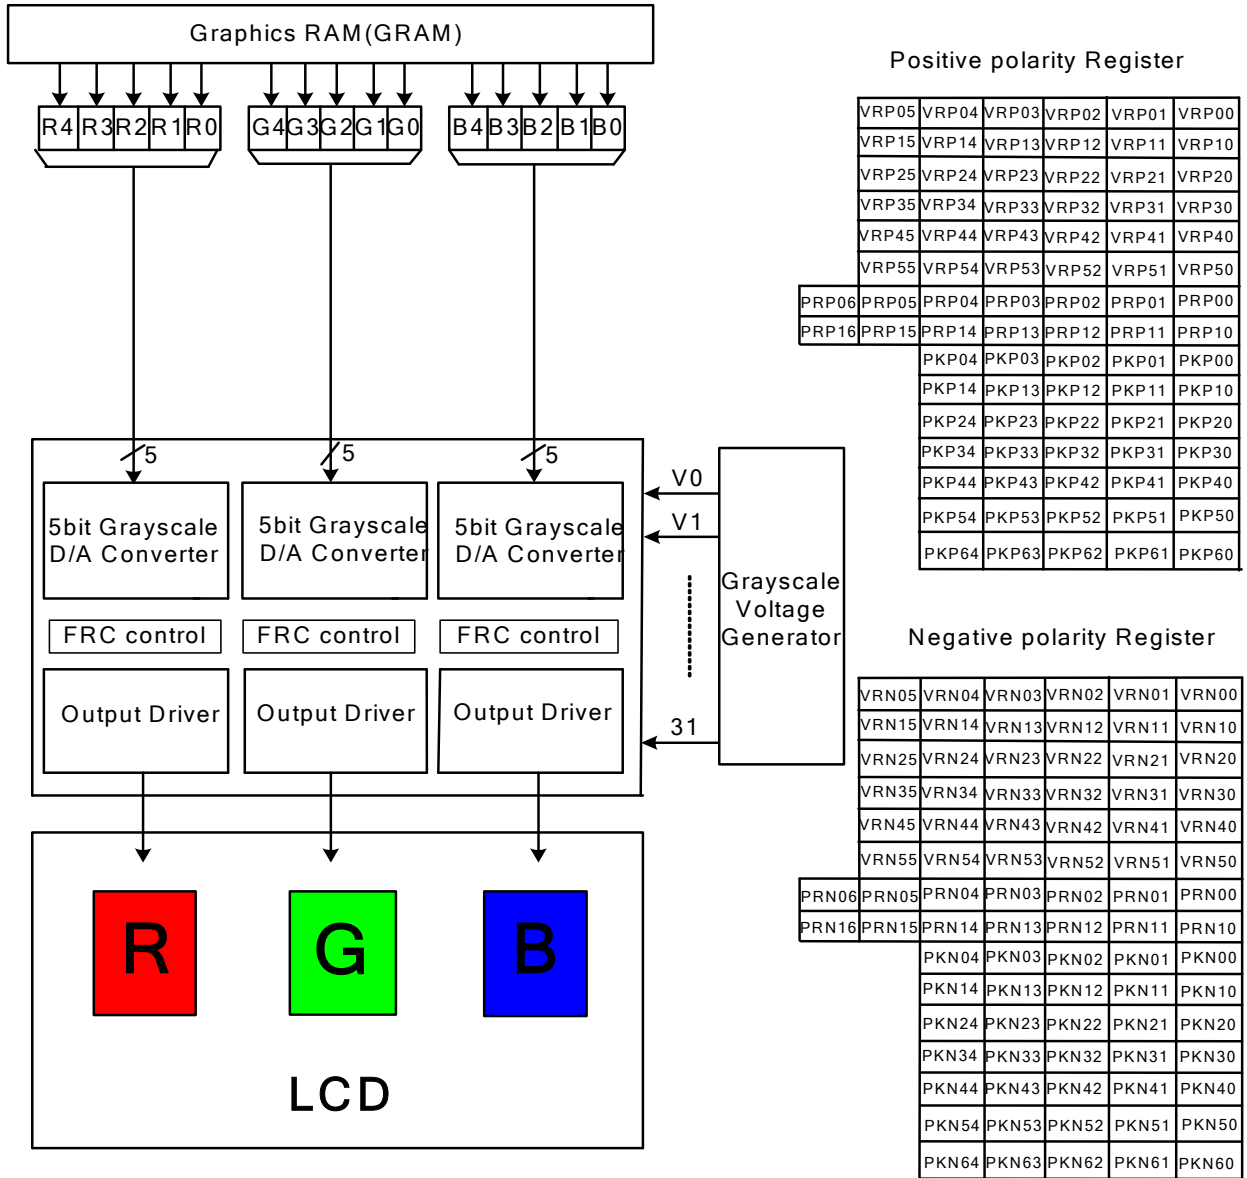 Graphics RAM(GRAM)
R4 R3 R2 R1 R0 G4 G3 G2 G1 G0 B4 B3 B2 B1 B0
5 5 5
5bit Grayscale
D/A Converter
5bit Grayscale
D/A Converter
5bit Grayscale
D/A Converter
FRC control FRC control FRC control
Output Driver Output Driver Output Driver
V0
V1
31
Grayscale
Voltage
Generator
R G B
LCD
Positive polarity Register
VRP05 VRP04 VRP03 VRP02 VRP01 VRP00
VRP15 VRP14 VRP13 VRP12 VRP11 VRP10
VRP25 VRP24 VRP23 VRP22 VRP21 VRP20
VRP35 VRP34 VRP33 VRP32 VRP31 VRP30
VRP45 VRP44 VRP43 VRP42 VRP41 VRP40
VRP55 VRP54 VRP53 VRP52 VRP51 VRP50
PRP06 PRP05 PRP04 PRP03 PRP02 PRP01 PRP00
PRP16 PRP15 PRP14 PRP13 PRP12 PRP11 PRP10
PKP04 PKP03 PKP02 PKP01 PKP00
PKP14 PKP13 PKP12 PKP11 PKP10
PKP24 PKP23 PKP22 PKP21 PKP20
PKP34 PKP33 PKP32 PKP31 PKP30
PKP44 PKP43 PKP42 PKP41 PKP40
PKP54 PKP53 PKP52 PKP51 PKP50
PKP64 PKP63 PKP62 PKP61 PKP60
Negative polarity Register
VRN05 VRN04 VRN03 VRN02 VRN01 VRN00
VRN15 VRN14 VRN13 VRN12 VRN11 VRN10
VRN25 VRN24 VRN23 VRN22 VRN21 VRN20
VRN35 VRN34 VRN33 VRN32 VRN31 VRN30
VRN45 VRN44 VRN43 VRN42 VRN41 VRN40
VRN55 VRN54 VRN53 VRN52 VRN51 VRN50
PRN06 PRN05 PRN04 PRN03 PRN02 PRN01 PRN00
PRN16 PRN15 PRN14 PRN13 PRN12 PRN11 PRN10
PKN04 PKN03 PKN02 PKN01 PKN00
PKN14 PKN13 PKN12 PKN11 PKN10
PKN24 PKN23 PKN22 PKN21 PKN20
PKN34 PKN33 PKN32 PKN31 PKN30
PKN44 PKN43 PKN42 PKN41 PKN40
PKN54 PKN53 PKN52 PKN51 PKN50
PKN64 PKN63 PKN62 PKN61 PKN60